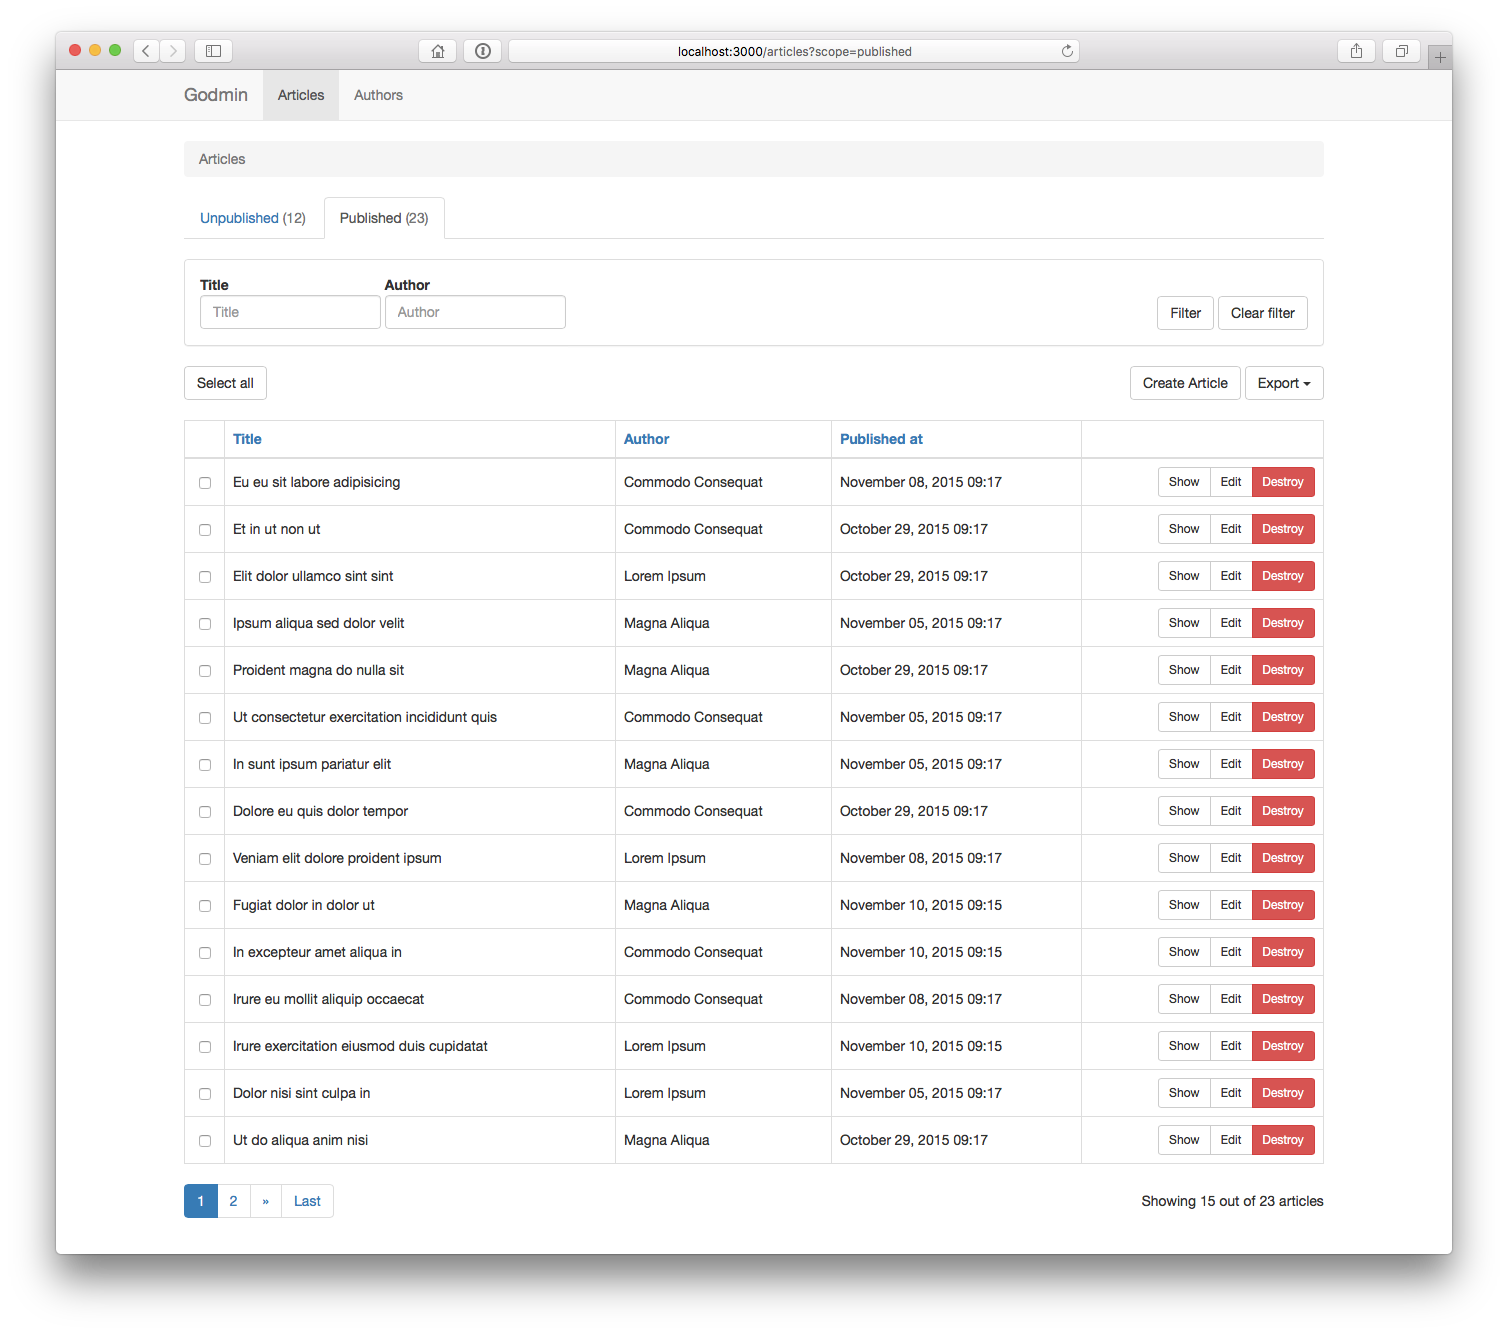 localhost:3000/articles?scope=published
Godmin Articles Authors
Articles
Unpublished (12) Published (23)
Title Author
Title Author Filter Clear filter
Select all Create Article Export
Title Author Published at
Eu eu sit labore adipisicing Commodo Consequat November 08, 2015 09:17 Show Edit Destroy
Et in ut non ut Commodo Consequat October 29, 2015 09:17 Show Edit Destroy
Elit dolor ullamco sint sint Lorem Ipsum October 29, 2015 09:17 Show Edit Destroy
Ipsum aliqua sed dolor velit Magna Aliqua November 05, 2015 09:17 Show Edit Destroy
Proident magna do nulla sit Magna Aliqua October 29, 2015 09:17 Show Edit Destroy
Ut consectetur exercitation incididunt quis Commodo Consequat November 05, 2015 09:17 Show Edit Destroy
In sunt ipsum pariatur elit Magna Aliqua November 05, 2015 09:17 Show Edit Destroy
Dolore eu quis dolor tempor Commodo Consequat October 29, 2015 09:17 Show Edit Destroy
Veniam elit dolore proident ipsum Lorem Ipsum November 08, 2015 09:17 Show Edit Destroy
Fugiat dolor in dolor ut Magna Aliqua November 10, 2015 09:15 Show Edit Destroy
In excepteur amet aliqua in Commodo Consequat November 10, 2015 09:15 Show Edit Destroy
Irure eu mollit aliquip occaecat Commodo Consequat November 08, 2015 09:17 Show Edit Destroy
Irure exercitation eiusmod duis cupidatat Lorem Ipsum November 10, 2015 09:15 Show Edit Destroy
Dolor nisi sint culpa in Lorem Ipsum November 05, 2015 09:17 Show Edit Destroy
Ut do aliqua anim nisi Magna Aliqua October 29, 2015 09:17 Show Edit Destroy
1 2 » Last Showing 15 out of 23 articles